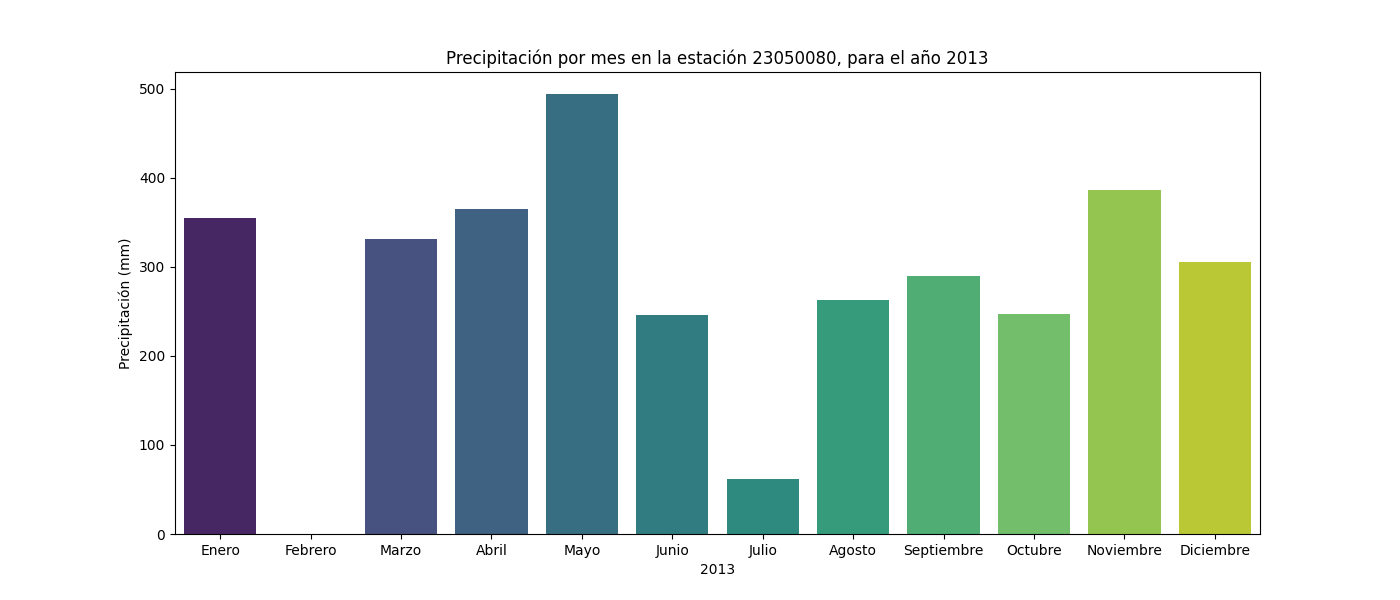 Precipitación por mes en la estación 23050080, para el año 2013
Precipitación (mm)
500
400
300
200
100
0
Enero Febrero Marzo Abril Mayo Junio Julio Agosto Septiembre Octubre Noviembre Diciembre
2013